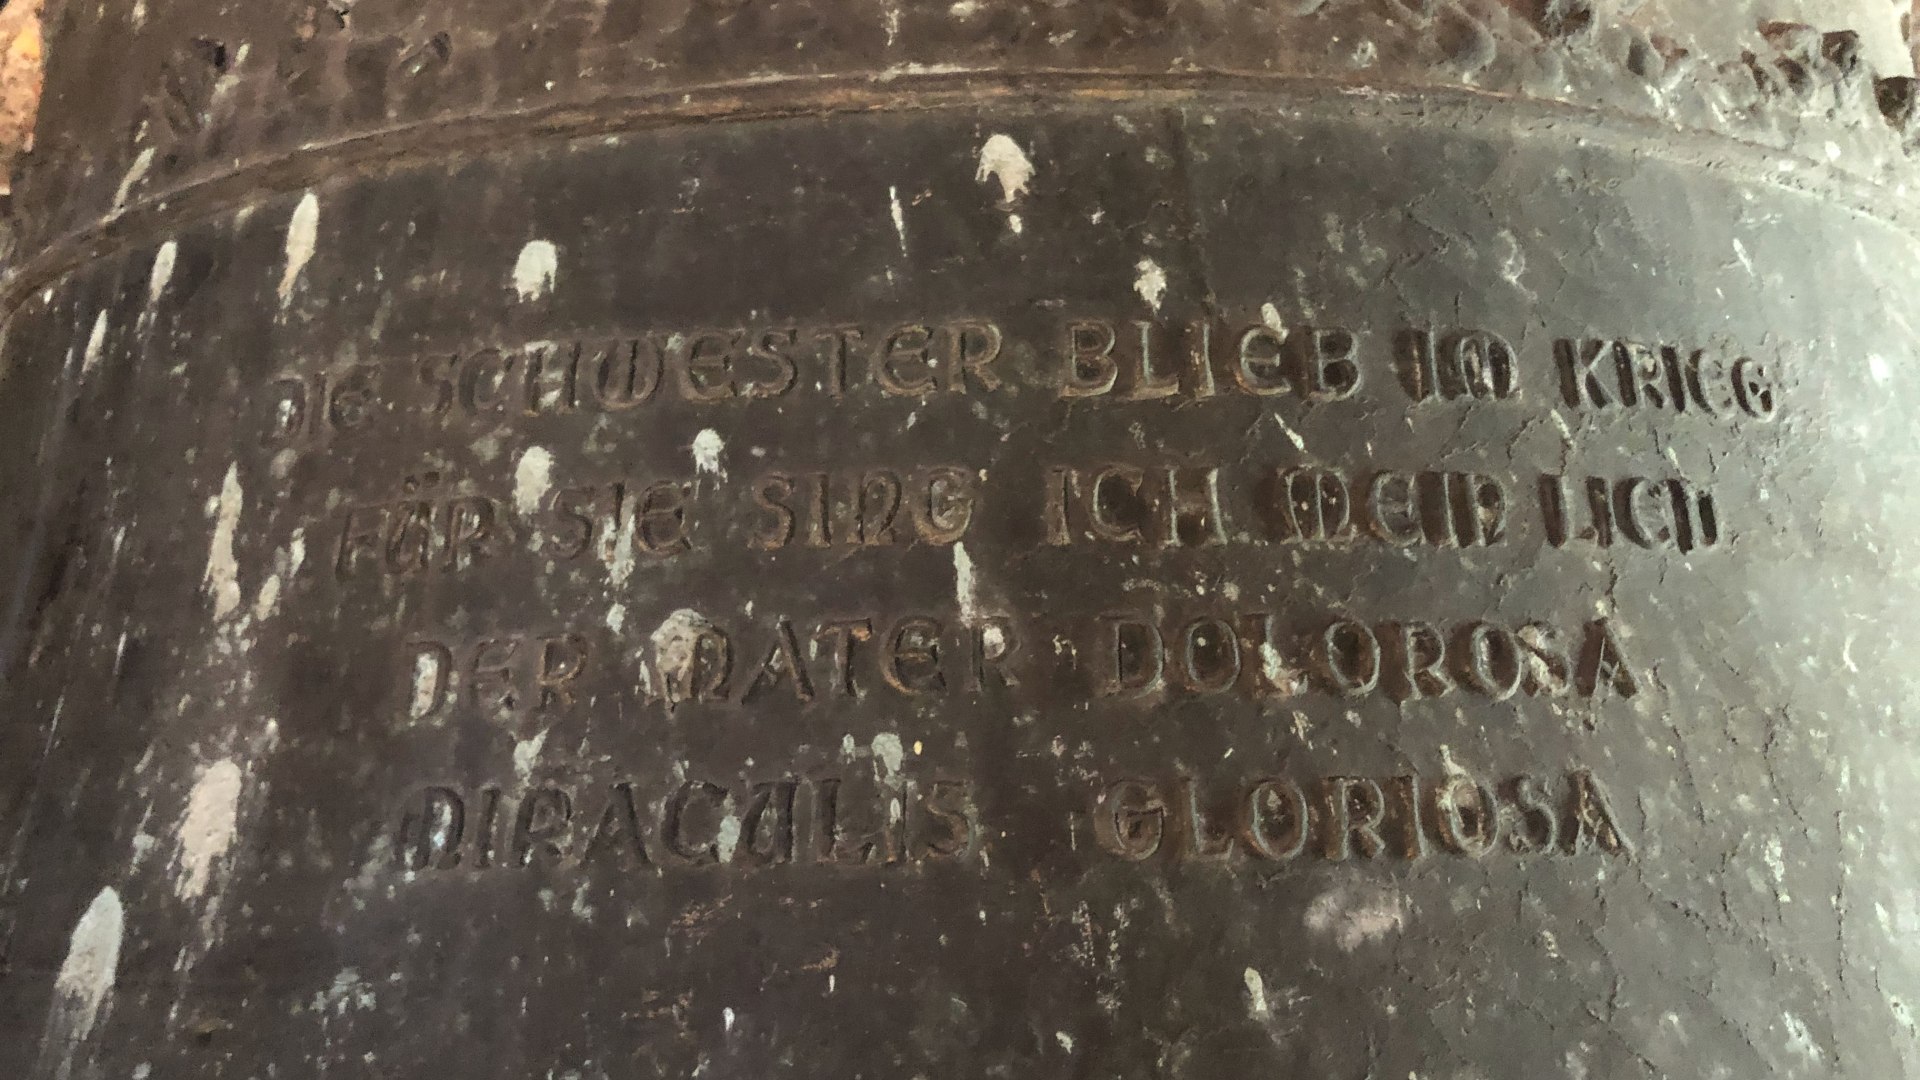 DIE SCHWESTER BLIEB IM KRIEG
FÜR SIE SING ICH MEIN LIED
DER MATER DOLOROSA
MIRACULIS GLORIOSA